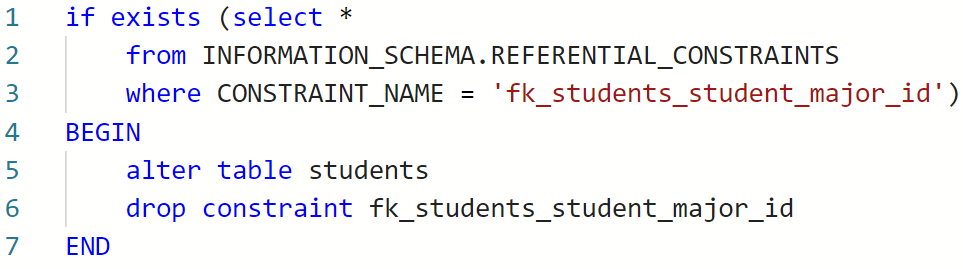 1 if exists (select *
2 from INFORMATION_SCHEMA.REFERENTIAL_CONSTRAINTS
3 where CONSTRAINT_NAME = 'fk_students_student_major_id')
4 BEGIN
5 alter table students
6 drop constraint fk_students_student_major_id
7 END